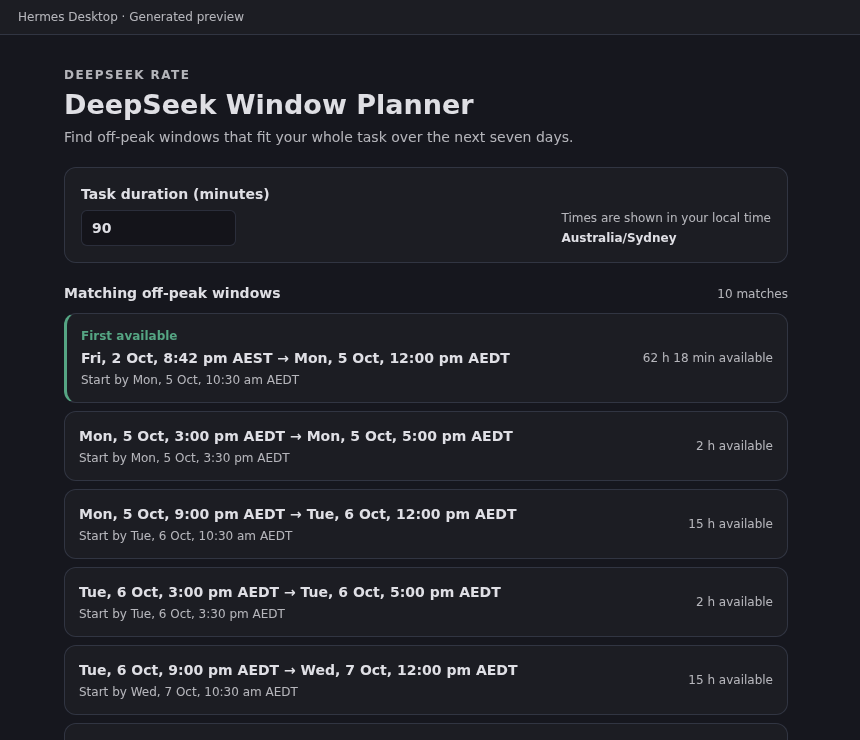 Hermes Desktop · Generated preview
DEEPSEEK RATE
DeepSeek Window Planner
Find off-peak windows that fit your whole task over the next seven days.
Task duration (minutes)
90
Times are shown in your local time
Australia/Sydney
Matching off-peak windows
10 matches
First available
Fri, 2 Oct, 8:42 pm AEST → Mon, 5 Oct, 12:00 pm AEDT
62 h 18 min available
Start by Mon, 5 Oct, 10:30 am AEDT
Mon, 5 Oct, 3:00 pm AEDT → Mon, 5 Oct, 5:00 pm AEDT
2 h available
Start by Mon, 5 Oct, 3:30 pm AEDT
Mon, 5 Oct, 9:00 pm AEDT → Tue, 6 Oct, 12:00 pm AEDT
15 h available
Start by Tue, 6 Oct, 10:30 am AEDT
Tue, 6 Oct, 3:00 pm AEDT → Tue, 6 Oct, 5:00 pm AEDT
2 h available
Start by Tue, 6 Oct, 3:30 pm AEDT
Tue, 6 Oct, 9:00 pm AEDT → Wed, 7 Oct, 12:00 pm AEDT
15 h available
Start by Wed, 7 Oct, 10:30 am AEDT